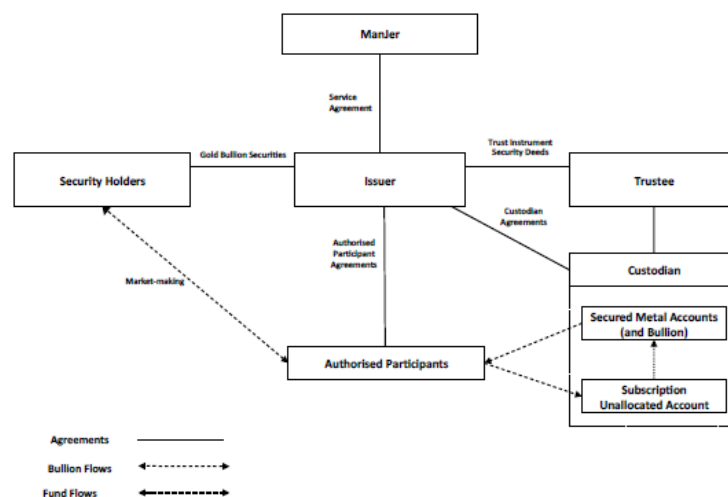 ManJer
Service
Agreement
Gold Bullion Securities
Trust Instrument
Security Deeds
Security Holders
Issuer
Trustee
Custodian
Agreements
Authorised
Participant
Agreements
Market-making
Custodian
Secured Metal Accounts
(and Bullion)
Authorised Participants
Subscription
Unallocated Account
Agreements
Bullion Flows
Fund Flows